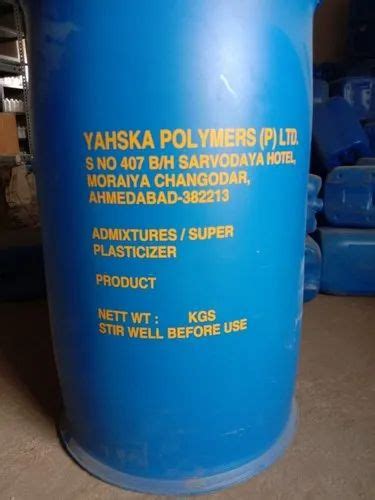 YAHSKA POLYMERS (P) LTD.
S NO 407 B/H SARVODAYA HOTEL,
MORAIYA CHANGODAR,
AHMEDABAD-382213
ADMIXTURES / SUPER
PLASTICIZER
PRODUCT
NETT WT : KGS
STIR WELL BEFORE USE